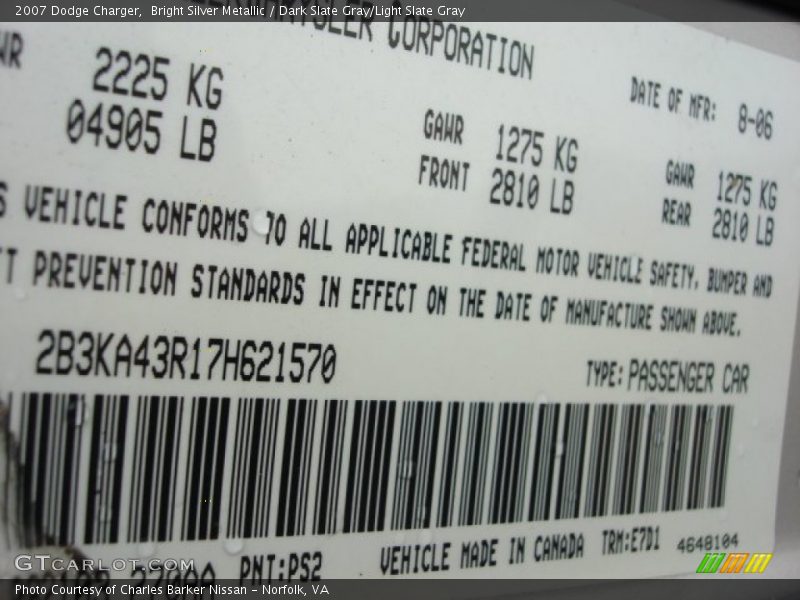 2007 Dodge Charger, Bright Silver Metallic / Dark Slate Gray/Light Slate Gray
CORPORATION
2225 KG
04905 LB
DATE OF MFR: 8-06
GAWR 1275 KG
FRONT 2810 LB
GAWR 1275 KG
REAR 2810 LB
VEHICLE CONFORMS TO ALL APPLICABLE FEDERAL MOTOR VEHICLE SAFETY, BUMPER AND
PREVENTION STANDARDS IN EFFECT ON THE DATE OF MANUFACTURE SHOWN ABOVE.
2B3KA43R17H621570
TYPE: PASSENGER CAR
PNT:PS2
VEHICLE MADE IN CANADA
TRM:E7D1
4648104
GTCarLot.com
Photo Courtesy of Charles Barker Nissan - Norfolk, VA